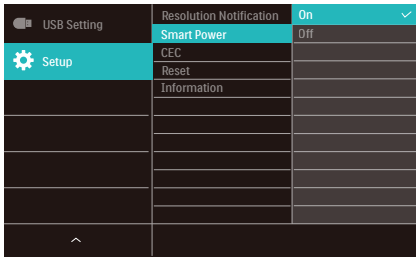 USB Setting
Setup
Resolution Notification
Smart Power
CEC
Reset
Information
On
Off